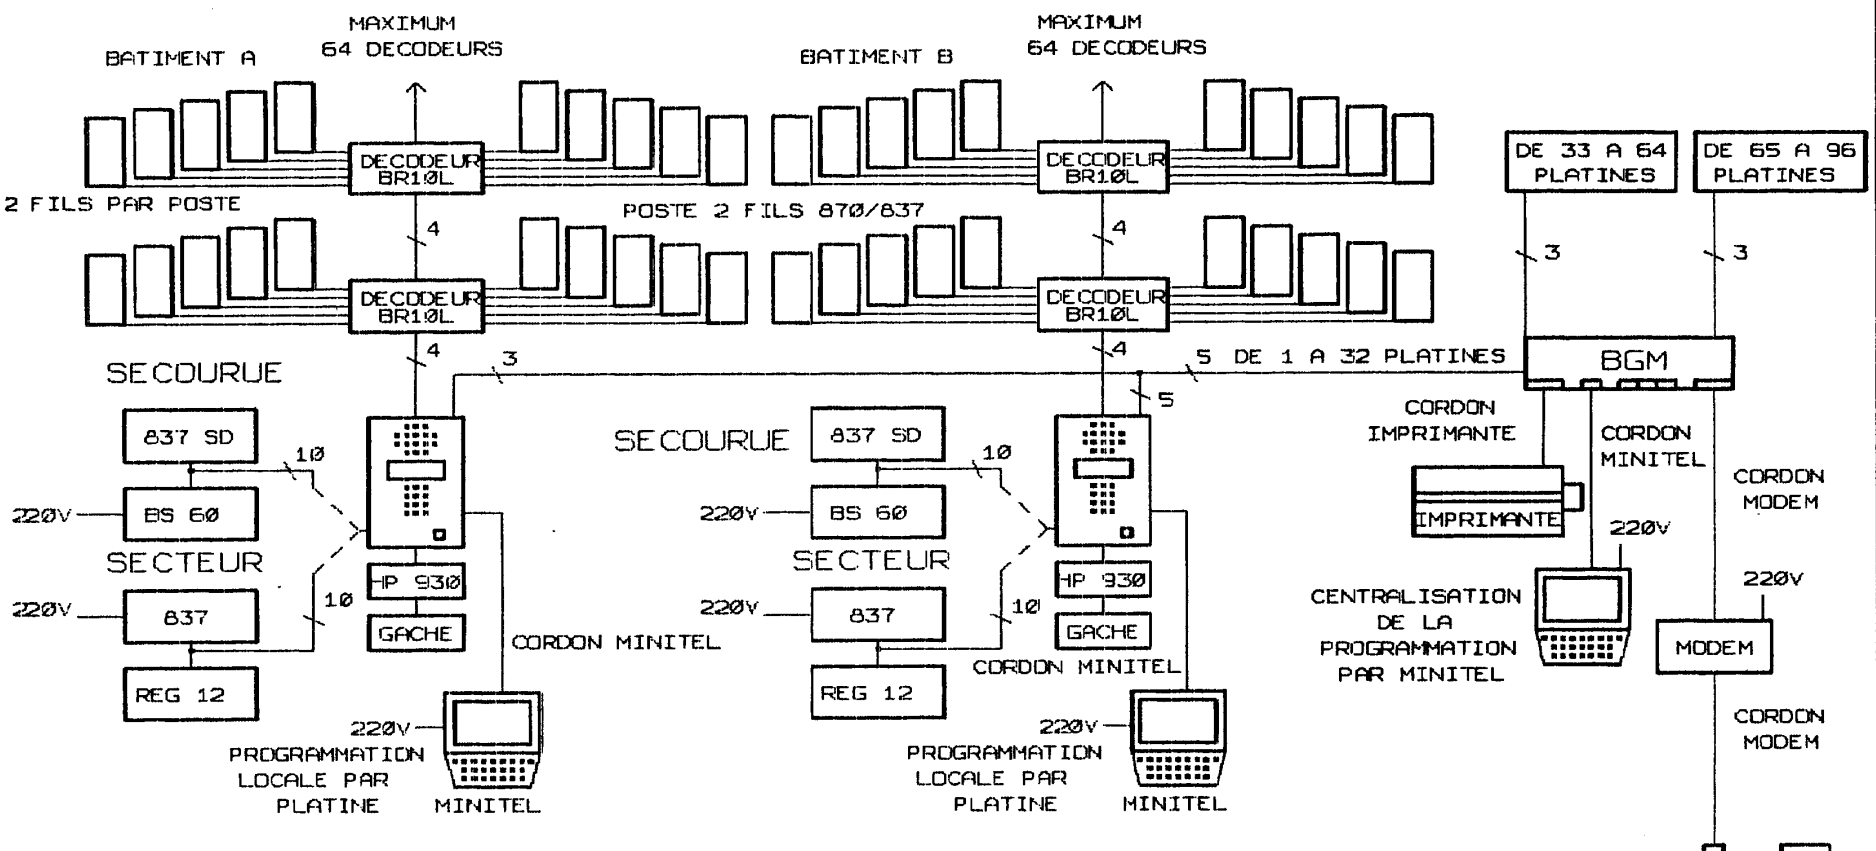 MAXIMUM
64 DECODEURS
BATIMENT A
MAXIMUM
64 DECODEURS
BATIMENT B
DECODEUR
BR10L
DECODEUR
BR10L
DE 33 A 64
PLATINES
DE 65 A 96
PLATINES
2 FILS PAR POSTE
POSTE 2 FILS 870/837
4
4
3
3
DECODEUR
BR10L
DECODEUR
BR10L
4
3
4
5 DE 1 A 32 PLATINES
BGM
SECOURUE
5
837 SD
10
BS 60
220V
SECTEUR
220V
837
10
REG 12
HP 930
GACHE
CORDON MINITEL
220V
PROGRAMMATION
LOCALE PAR
PLATINE
MINITEL
SECOURUE
837 SD
10
BS 60
220V
SECTEUR
220V
837
10
REG 12
HP 930
GACHE
CORDON MINITEL
220V
PROGRAMMATION
LOCALE PAR
PLATINE
MINITEL
CORDON
IMPRIMANTE
CORDON
MINITEL
CORDON
MODEM
IMPRIMANTE
220V
220V
CENTRALISATION
DE LA
PROGRAMMATION
PAR MINITEL
MODEM
CORDON
MODEM